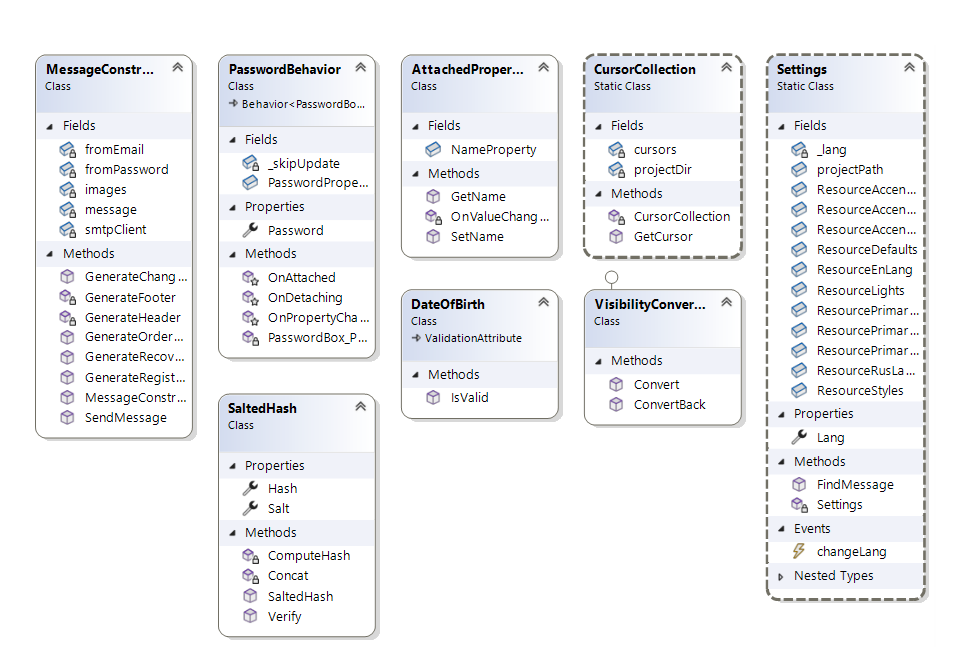 MessageConstr...
Class
Fields
fromEmail
fromPassword
images
message
smtpClient
Methods
GenerateChang...
GenerateFooter
GenerateHeader
GenerateOrder...
GenerateRecov...
GenerateRegist...
MessageConstr...
SendMessage
PasswordBehavior
Class
Behavior<PasswordBo...
Fields
_skipUpdate
PasswordPrope...
Properties
Password
Methods
OnAttached
OnDetaching
OnPropertyCha...
PasswordBox_P...
SaltedHash
Class
Properties
Hash
Salt
Methods
ComputeHash
Concat
SaltedHash
Verify
AttachedProper...
Class
Fields
NameProperty
Methods
GetName
OnValueChang...
SetName
DateOfBirth
Class
ValidationAttribute
Methods
IsValid
CursorCollection
Static Class
Fields
cursors
projectDir
Methods
CursorCollection
GetCursor
VisibilityConver...
Class
Methods
Convert
ConvertBack
Settings
Static Class
Fields
_lang
projectPath
ResourceAccen...
ResourceAccen...
ResourceAccen...
ResourceDefaults
ResourceEnLang
ResourceLights
ResourcePrimar...
ResourcePrimar...
ResourcePrimar...
ResourceRusLa...
ResourceStyles
Properties
Lang
Methods
FindMessage
Settings
Events
changeLang
Nested Types